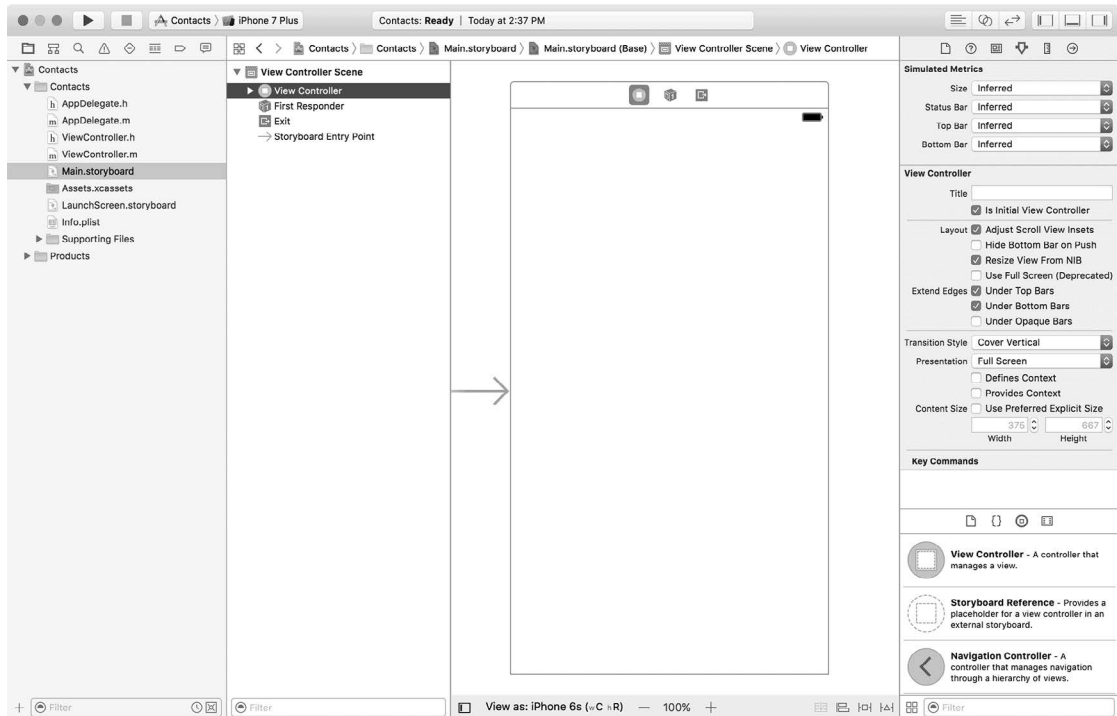 Contacts
iPhone 7 Plus
Contacts: Ready | Today at 2:37 PM
Contacts
Contacts
Main.storyboard
Main.storyboard (Base)
View Controller Scene
View Controller
Contacts
Contacts
h AppDelegate.h
m AppDelegate.m
h ViewController.h
m ViewController.m
Main.storyboard
Assets.xcassets
LaunchScreen.storyboard
Info.plist
Supporting Files
Products
Filter
View Controller Scene
View Controller
First Responder
Exit
Storyboard Entry Point
Filter
View as: iPhone 6s (wC hR) — 100% +
Simulated Metrics
Size Inferred
Status Bar Inferred
Top Bar Inferred
Bottom Bar Inferred
View Controller
Title
Is Initial View Controller
Layout Adjust Scroll View Insets
Hide Bottom Bar on Push
Resize View From NIB
Use Full Screen (Deprecated)
Extend Edges Under Top Bars
Under Bottom Bars
Under Opaque Bars
Transition Style Cover Vertical
Presentation Full Screen
Defines Context
Provides Context
Content Size Use Preferred Explicit Size
375 667
Width Height
Key Commands
{}
View Controller - A controller that
manages a view.
Storyboard Reference - Provides a
placeholder for a view controller in an
external storyboard.
Navigation Controller - A
controller that manages navigation
through a hierarchy of views.
Filter